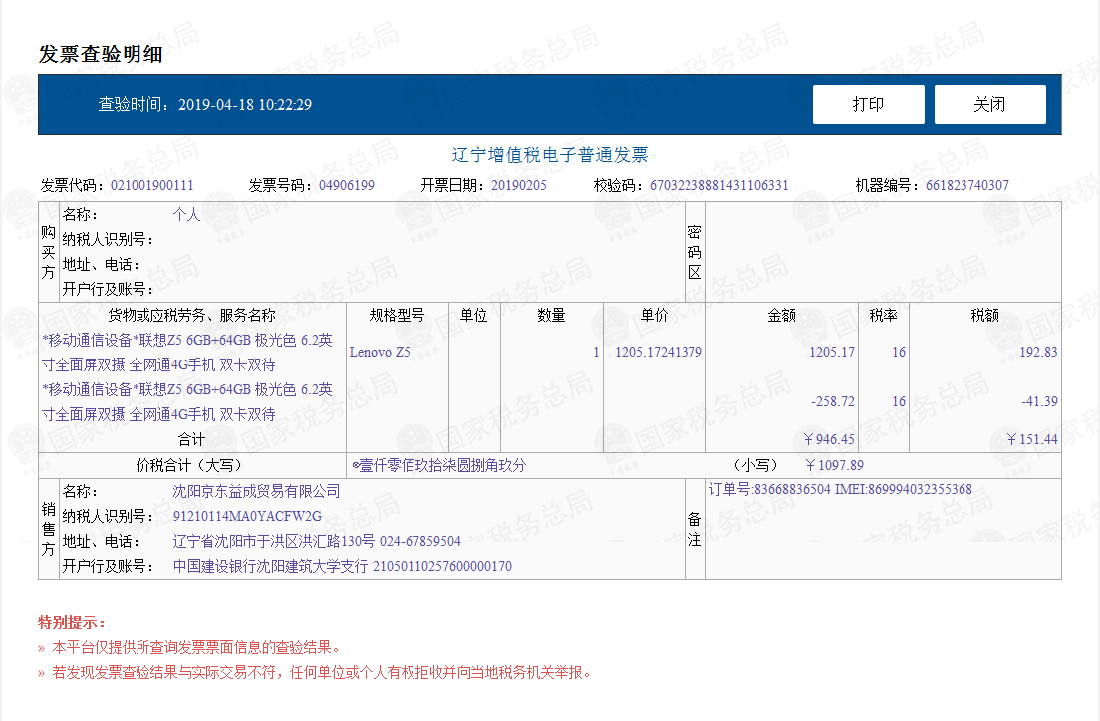 发票查验明细
查验时间：2019-04-18 10:22:29 打印 关闭
辽宁增值税电子普通发票
发票代码：021001900111 发票号码：04906199 开票日期：20190205 校验码：67032238881431106331 机器编号：661823740307
购买方
名称： 个人
纳税人识别号：
地址、电话：
开户行及账号：
密码区
货物或应税劳务、服务名称 规格型号 单位 数量 单价 金额 税率 税额
*移动通信设备*联想Z5 6GB+64GB 极光色 6.2英
寸全面屏双摄 全网通4G手机 双卡双待
Lenovo Z5 1 1205.17241379 1205.17 16 192.83
*移动通信设备*联想Z5 6GB+64GB 极光色 6.2英
寸全面屏双摄 全网通4G手机 双卡双待
-258.72 16 -41.39
合计 ￥946.45 ￥151.44
价税合计（大写） ⊗壹仟零佰玖拾柒圆捌角玖分 （小写） ￥1097.89
销售方
名称： 沈阳京东益成贸易有限公司
纳税人识别号： 91210114MA0YACFW2G
地址、电话： 辽宁省沈阳市于洪区洪汇路130号 024-67859504
开户行及账号： 中国建设银行沈阳建筑大学支行 21050110257600000170
备注
订单号:83668836504 IMEI:869994032355368
特别提示：
» 本平台仅提供所查询发票票面信息的查验结果。
» 若发现发票查验结果与实际交易不符，任何单位或个人有权拒收并向当地税务机关举报。
国家税务总局